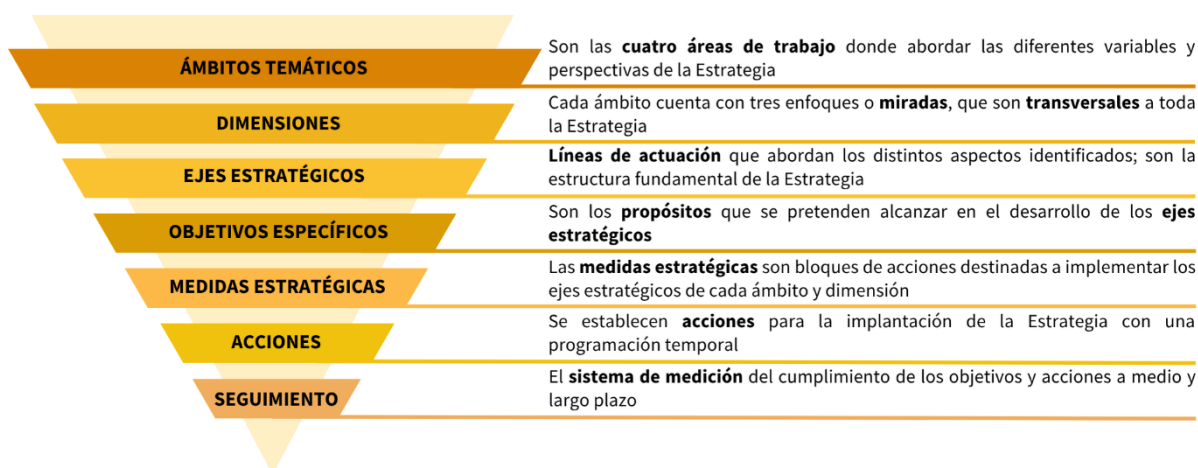 ÁMBITOS TEMÁTICOS
Son las cuatro áreas de trabajo donde abordar las diferentes variables y
perspectivas de la Estrategia
DIMENSIONES
Cada ámbito cuenta con tres enfoques o miradas, que son transversales a toda
la Estrategia
EJES ESTRATÉGICOS
Líneas de actuación que abordan los distintos aspectos identificados; son la
estructura fundamental de la Estrategia
OBJETIVOS ESPECÍFICOS
Son los propósitos que se pretenden alcanzar en el desarrollo de los ejes
estratégicos
MEDIDAS ESTRATÉGICAS
Las medidas estratégicas son bloques de acciones destinadas a implementar los
ejes estratégicos de cada ámbito y dimensión
ACCIONES
Se establecen acciones para la implantación de la Estrategia con una
programación temporal
SEGUIMIENTO
El sistema de medición del cumplimiento de los objetivos y acciones a medio y
largo plazo